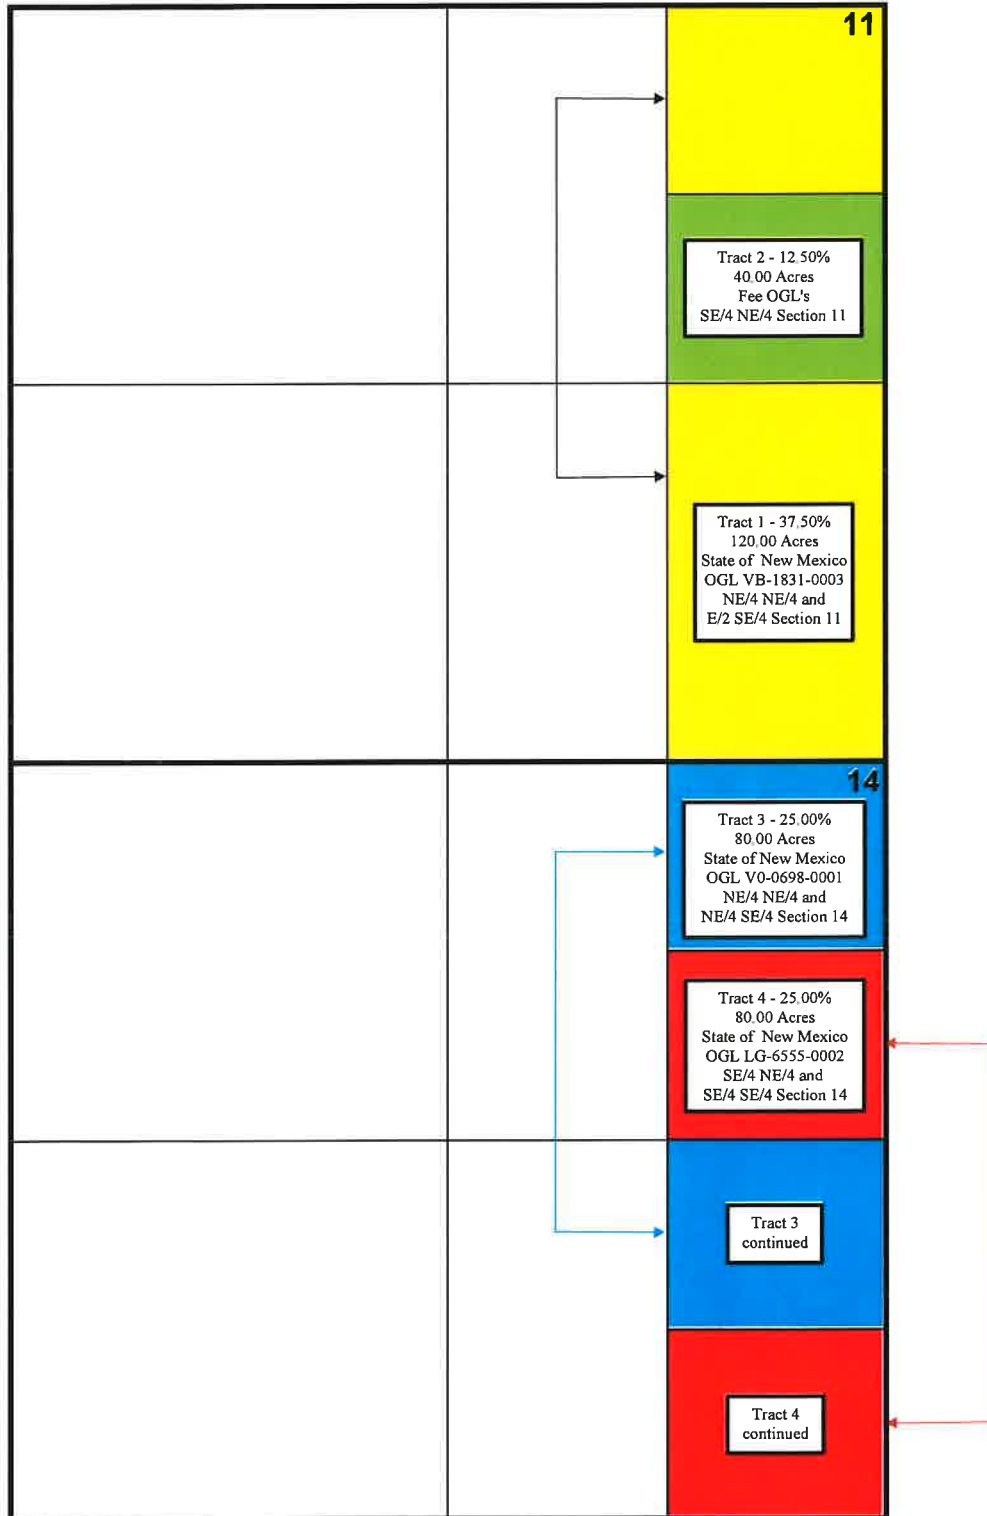 11
Tract 2 - 12.50%
40.00 Acres
Fee OGL's
SE/4 NE/4 Section 11
Tract 1 - 37.50%
120.00 Acres
State of New Mexico
OGL VB-1831-0003
NE/4 NE/4 and
E/2 SE/4 Section 11
14
Tract 3 - 25.00%
80.00 Acres
State of New Mexico
OGL V0-0698-0001
NE/4 NE/4 and
NE/4 SE/4 Section 14
Tract 4 - 25.00%
80.00 Acres
State of New Mexico
OGL LG-6555-0002
SE/4 NE/4 and
SE/4 SE/4 Section 14
Tract 3
continued
Tract 4
continued